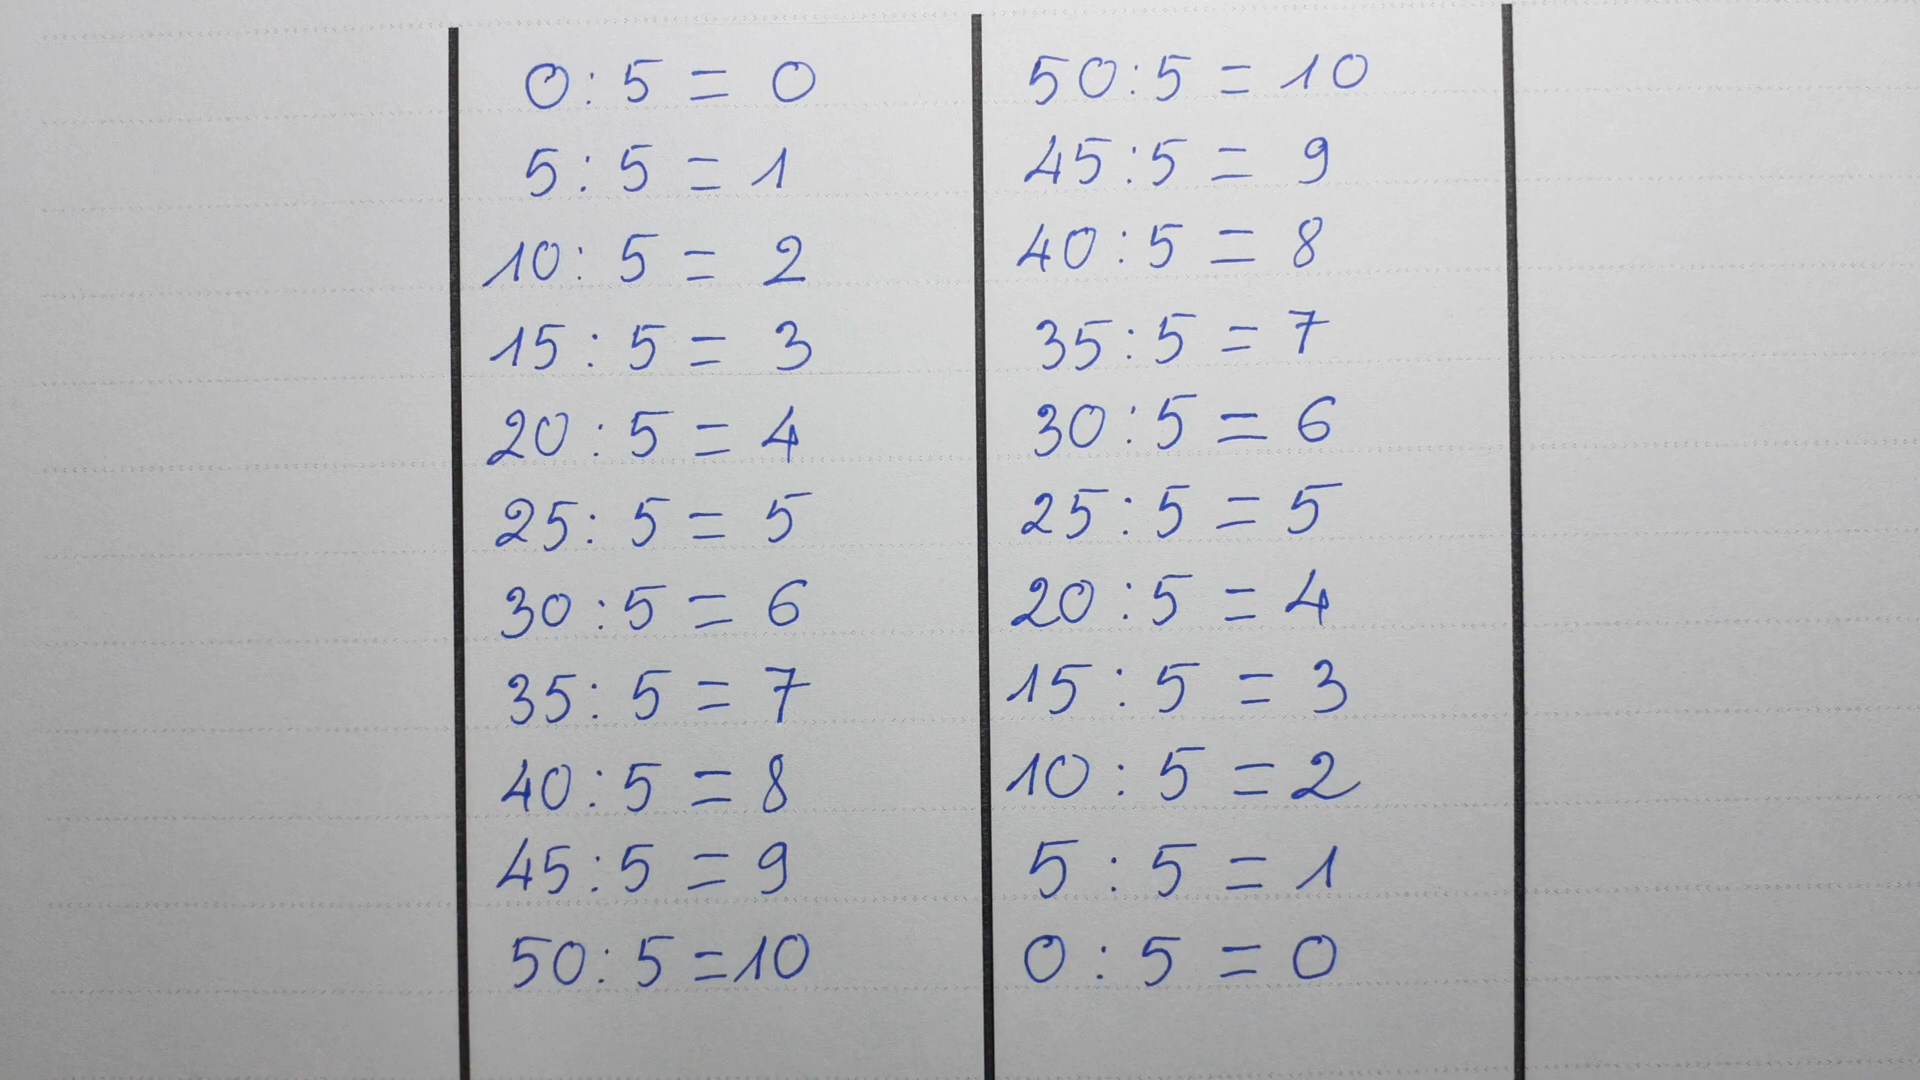 0 : 5 = 0
5 : 5 = 1
10 : 5 = 2
15 : 5 = 3
20 : 5 = 4
25 : 5 = 5
30 : 5 = 6
35 : 5 = 7
40 : 5 = 8
45 : 5 = 9
50 : 5 = 10
50 : 5 = 10
45 : 5 = 9
40 : 5 = 8
35 : 5 = 7
30 : 5 = 6
25 : 5 = 5
20 : 5 = 4
15 : 5 = 3
10 : 5 = 2
5 : 5 = 1
0 : 5 = 0